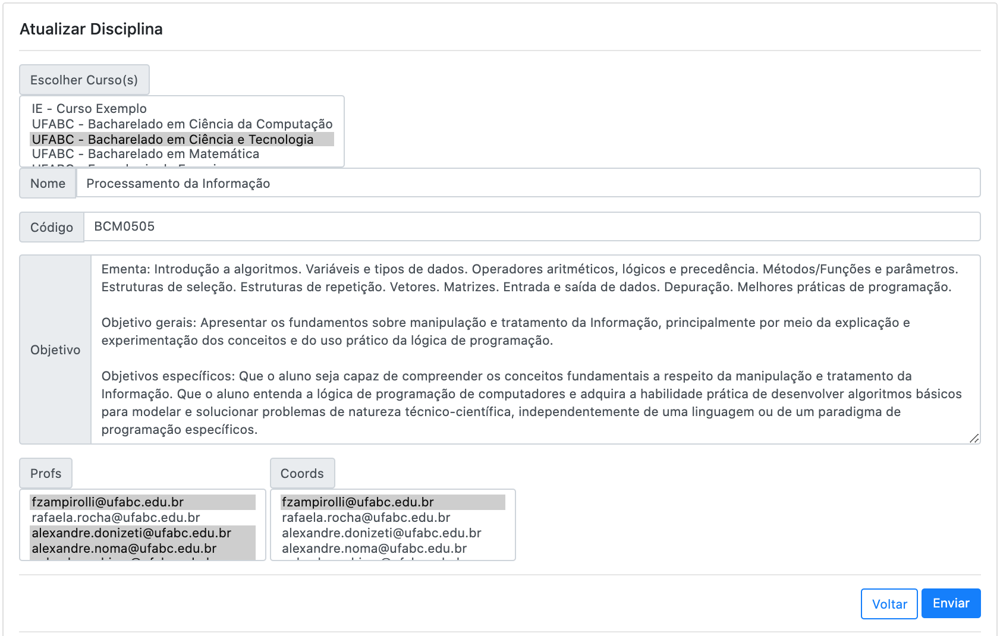 Atualizar Disciplina
Escolher Curso(s)
IE - Curso Exemplo
UFABC - Bacharelado em Ciência da Computação
UFABC - Bacharelado em Ciência e Tecnologia
UFABC - Bacharelado em Matemática
Nome
Processamento da Informação
Código
BCM0505
Objetivo
Ementa: Introdução a algoritmos. Variáveis e tipos de dados. Operadores aritméticos, lógicos e precedência. Métodos/Funções e parâmetros.
Estruturas de seleção. Estruturas de repetição. Vetores. Matrizes. Entrada e saída de dados. Depuração. Melhores práticas de programação.
Objetivo gerais: Apresentar os fundamentos sobre manipulação e tratamento da Informação, principalmente por meio da explicação e
experimentação dos conceitos e do uso prático da lógica de programação.
Objetivos específicos: Que o aluno seja capaz de compreender os conceitos fundamentais a respeito da manipulação e tratamento da
Informação. Que o aluno entenda a lógica de programação de computadores e adquira a habilidade prática de desenvolver algoritmos básicos
para modelar e solucionar problemas de natureza técnico-científica, independentemente de uma linguagem ou de um paradigma de
programação específicos.
Profs
fzampirolli@ufabc.edu.br
rafaela.rocha@ufabc.edu.br
alexandre.donizeti@ufabc.edu.br
alexandre.noma@ufabc.edu.br
Coords
fzampirolli@ufabc.edu.br
rafaela.rocha@ufabc.edu.br
alexandre.donizeti@ufabc.edu.br
alexandre.noma@ufabc.edu.br
Voltar
Enviar